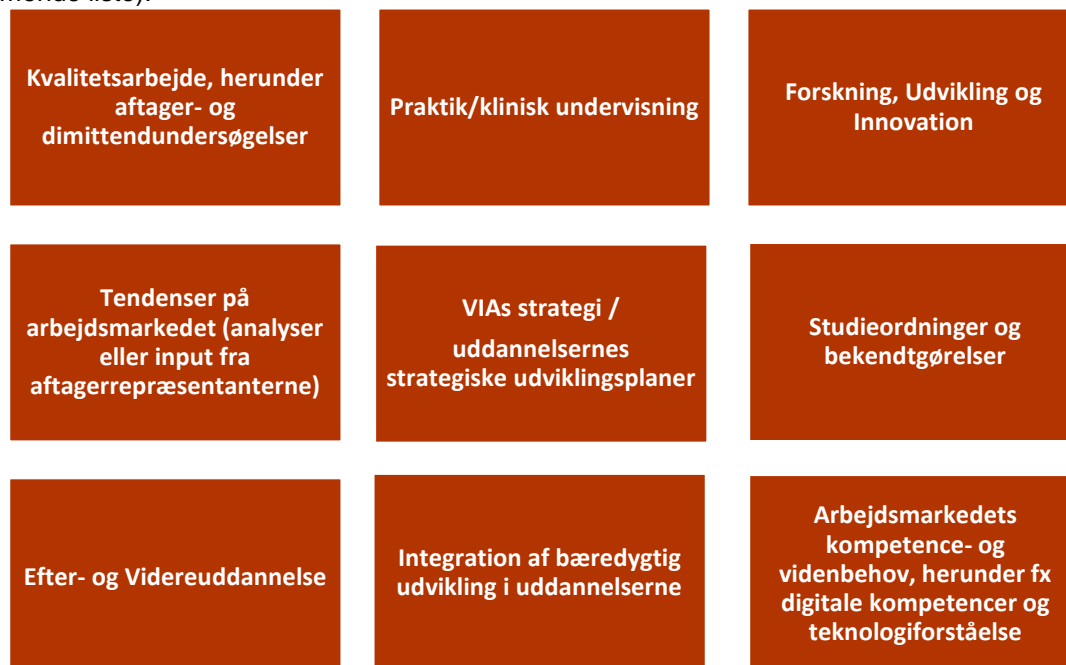 Kvalitetsarbejde, herunder
aftager- og
dimittendundersøgelser
Praktik/klinisk undervisning
Forskning, Udvikling og
Innovation
Tendenser på
arbejdsmarkedet (analyser
eller input fra
aftagerrepræsentanterne)
VIAs strategi /
uddannelsernes
strategiske udviklingsplaner
Studieordninger og
bekendtgørelser
Efter- og Videreuddannelse
Integration af bæredygtig
udvikling i uddannelserne
Arbejdsmarkedets
kompetence- og
videnbehov, herunder fx
digitale kompetencer og
teknologiforståelse